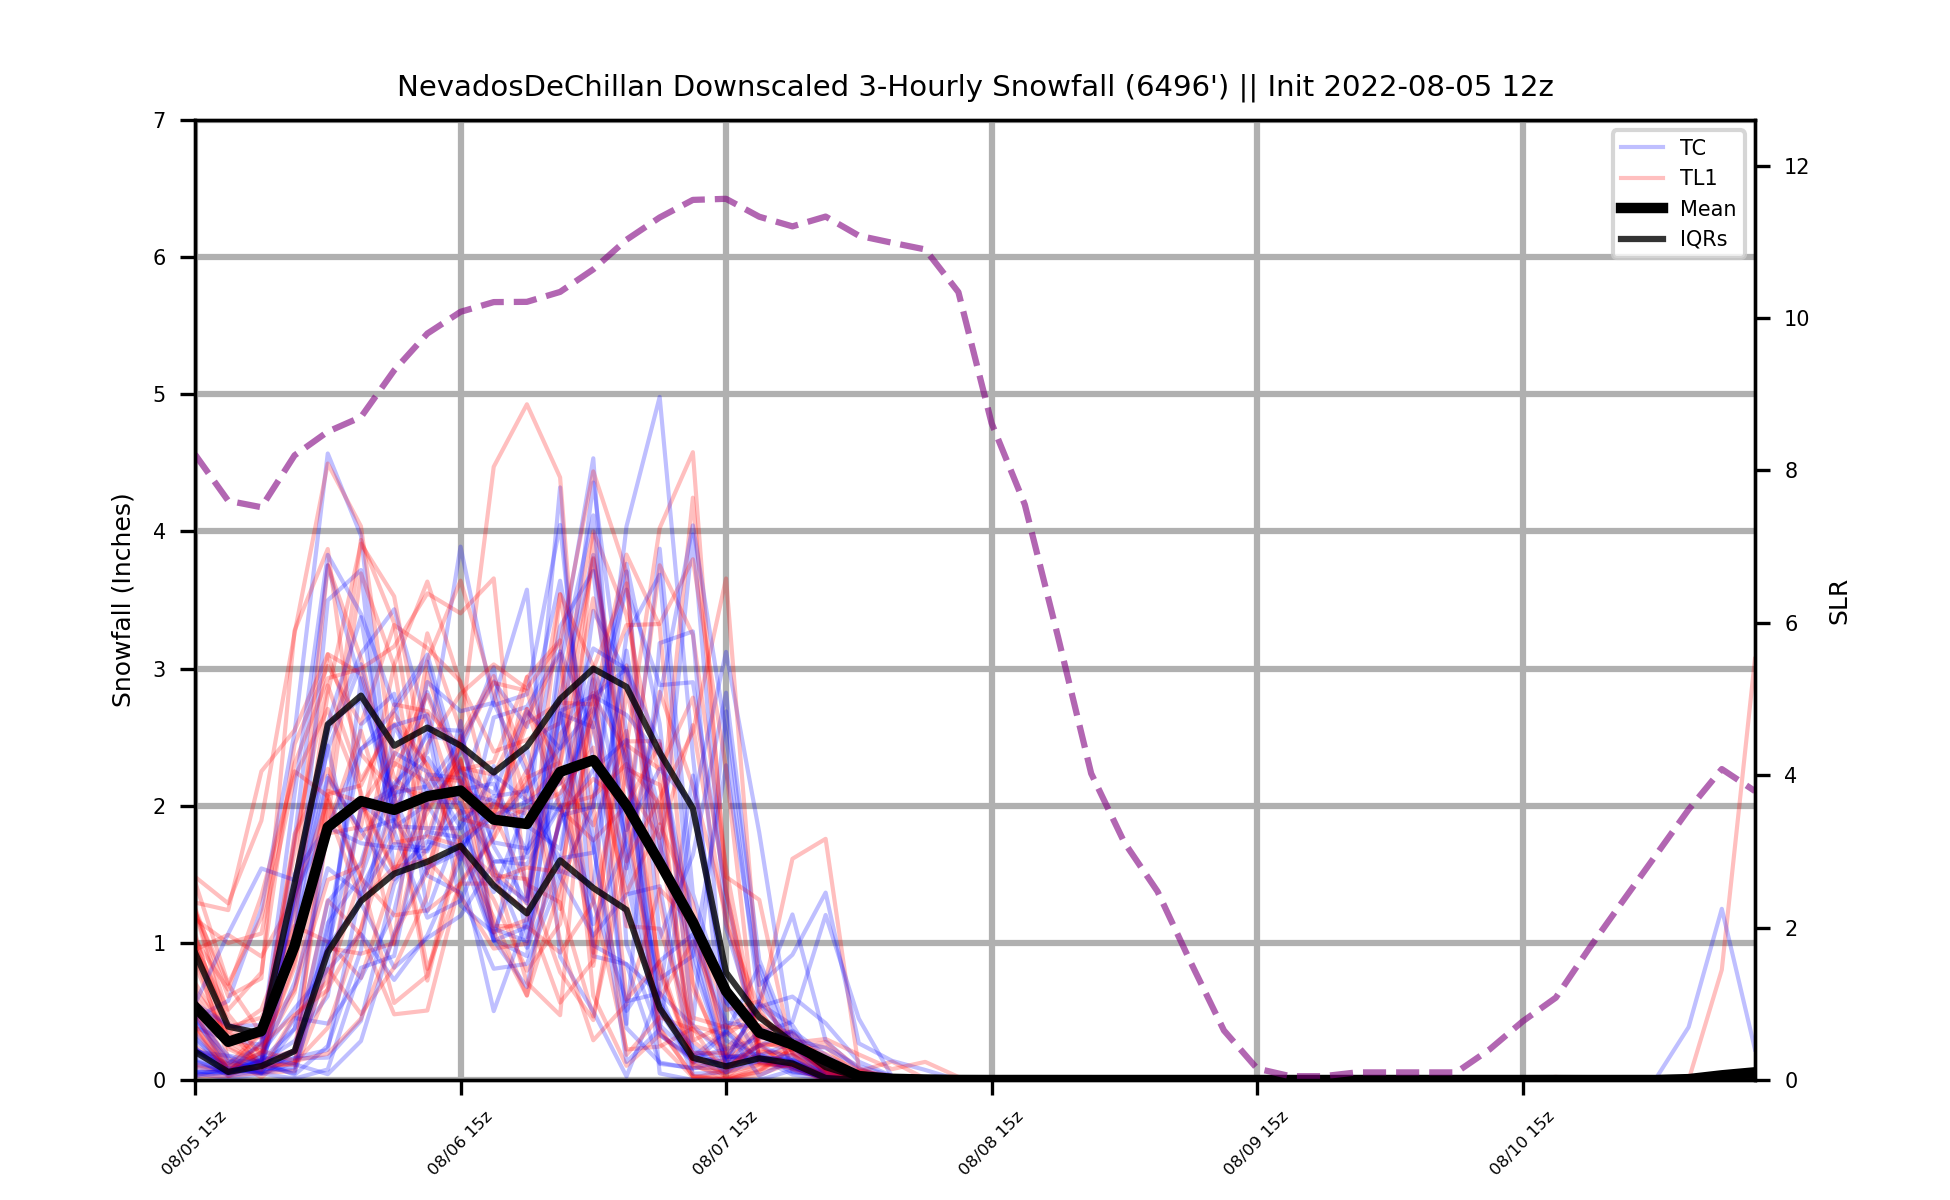 NevadosDeChillan Downscaled 3-Hourly Snowfall (6496') || Init 2022-08-05 12z
TC
TL1
Mean
IQRs
Snowfall (Inches)
7
6
5
4
3
2
1
0
12
10
8
6
4
2
0
SLR
08/05 15z
08/06 15z
08/07 15z
08/08 15z
08/09 15z
08/10 15z